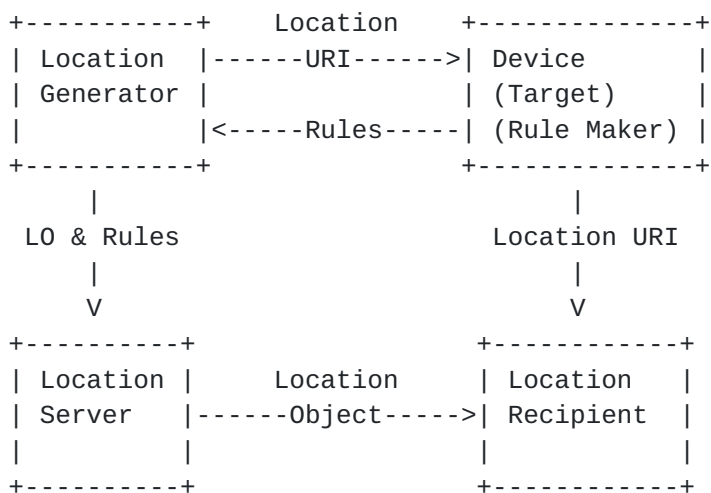 +-----------+    Location    +--------------+
| Location  |------URI------>| Device       |
| Generator |                | (Target)     |
|           |<-----Rules-----| (Rule Maker) |
+-----------+                +--------------+
     |                              |
 LO & Rules                    Location URI
     |                              |
     V                              V
+----------+                  +------------+
| Location |     Location     | Location   |
| Server   |------Object----->| Recipient  |
|          |                  |            |
+----------+                  +------------+